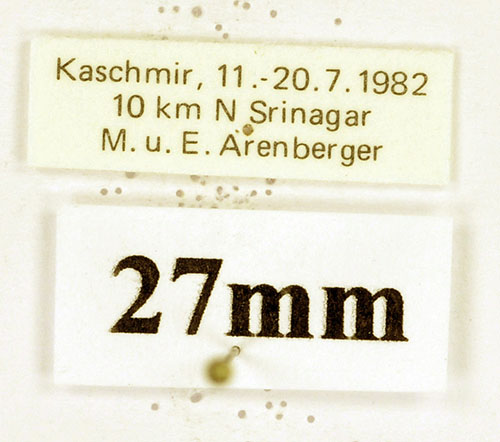 Kaschmir, 11.-20.7.1982
10 km N Srinagar
M. u. E. Arenberger
27mm